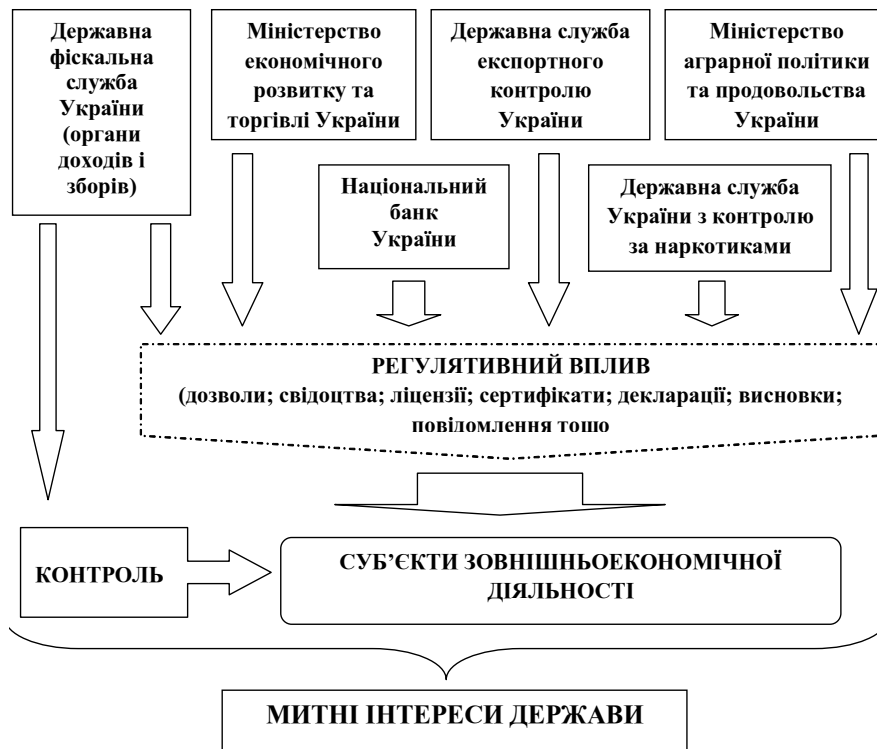 Державна
фіскальна
служба
України
(органи
доходів і
зборів)
Міністерство
економічного
розвитку та
торгівлі України
Державна служба
експортного
контролю
України
Міністерство
аграрної політики
та продовольства
України
Національний
банк
України
Державна служба
України з контролю
за наркотиками
РЕГУЛЯТИВНИЙ ВПЛИВ
(дозволи; свідоцтва; ліцензії; сертифікати; декларації; висновки;
повідомлення тощо
КОНТРОЛЬ
СУБ’ЄКТИ ЗОВНІШНЬОЕКОНОМІЧНОЇ
ДІЯЛЬНОСТІ
МИТНІ ІНТЕРЕСИ ДЕРЖАВИ